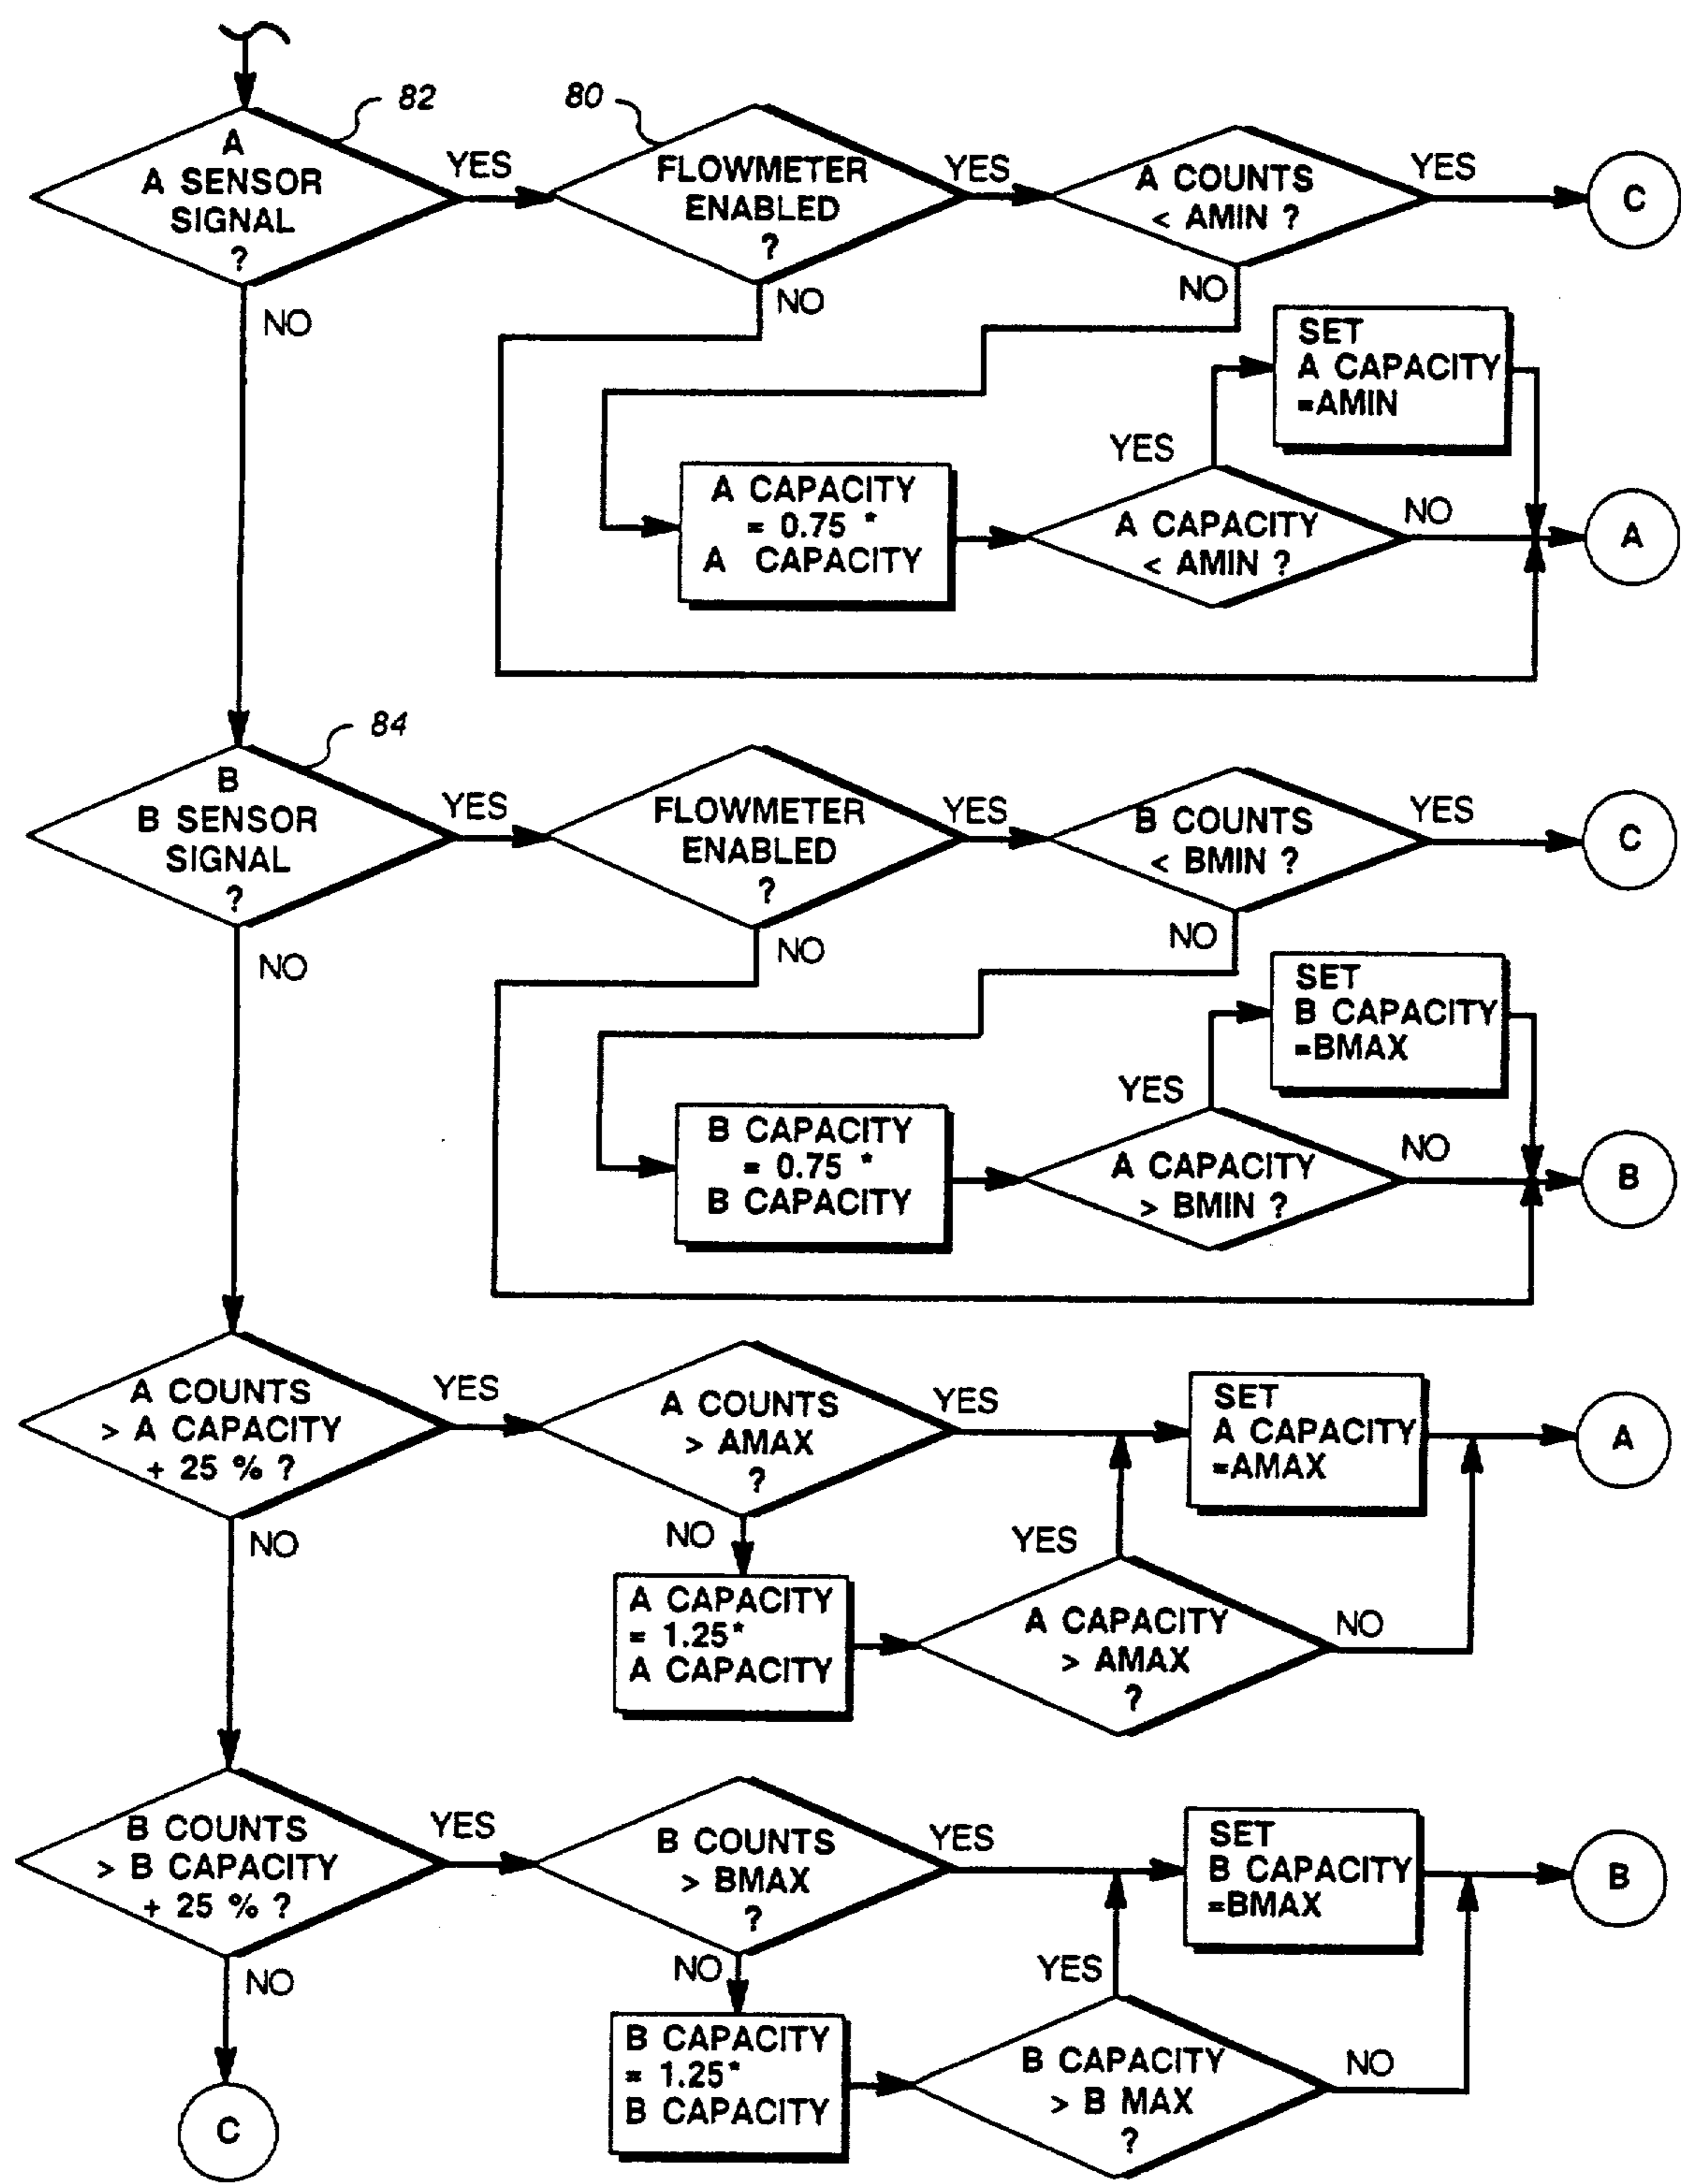 82
80
A
A SENSOR
SIGNAL
?
YES
FLOWMETER
ENABLED
?
YES
A COUNTS
< AMIN ?
YES
C
NO
NO
NO
SET
A CAPACITY
=AMIN
YES
A CAPACITY
= 0.75 *
A CAPACITY
A CAPACITY
< AMIN ?
NO
A
84
B
B SENSOR
SIGNAL
?
YES
FLOWMETER
ENABLED
?
YES
B COUNTS
< BMIN ?
YES
C
NO
NO
NO
SET
B CAPACITY
=BMAX
YES
B CAPACITY
= 0.75 *
B CAPACITY
A CAPACITY
> BMIN ?
NO
B
A COUNTS
> A CAPACITY
+ 25 % ?
YES
A COUNTS
> AMAX
?
YES
SET
A CAPACITY
=AMAX
A
NO
NO
YES
A CAPACITY
= 1.25*
A CAPACITY
A CAPACITY
> AMAX
?
NO
B COUNTS
> B CAPACITY
+ 25 % ?
YES
B COUNTS
> BMAX
?
YES
SET
B CAPACITY
=BMAX
B
NO
NO
YES
B CAPACITY
= 1.25*
B CAPACITY
B CAPACITY
> B MAX
?
NO
C